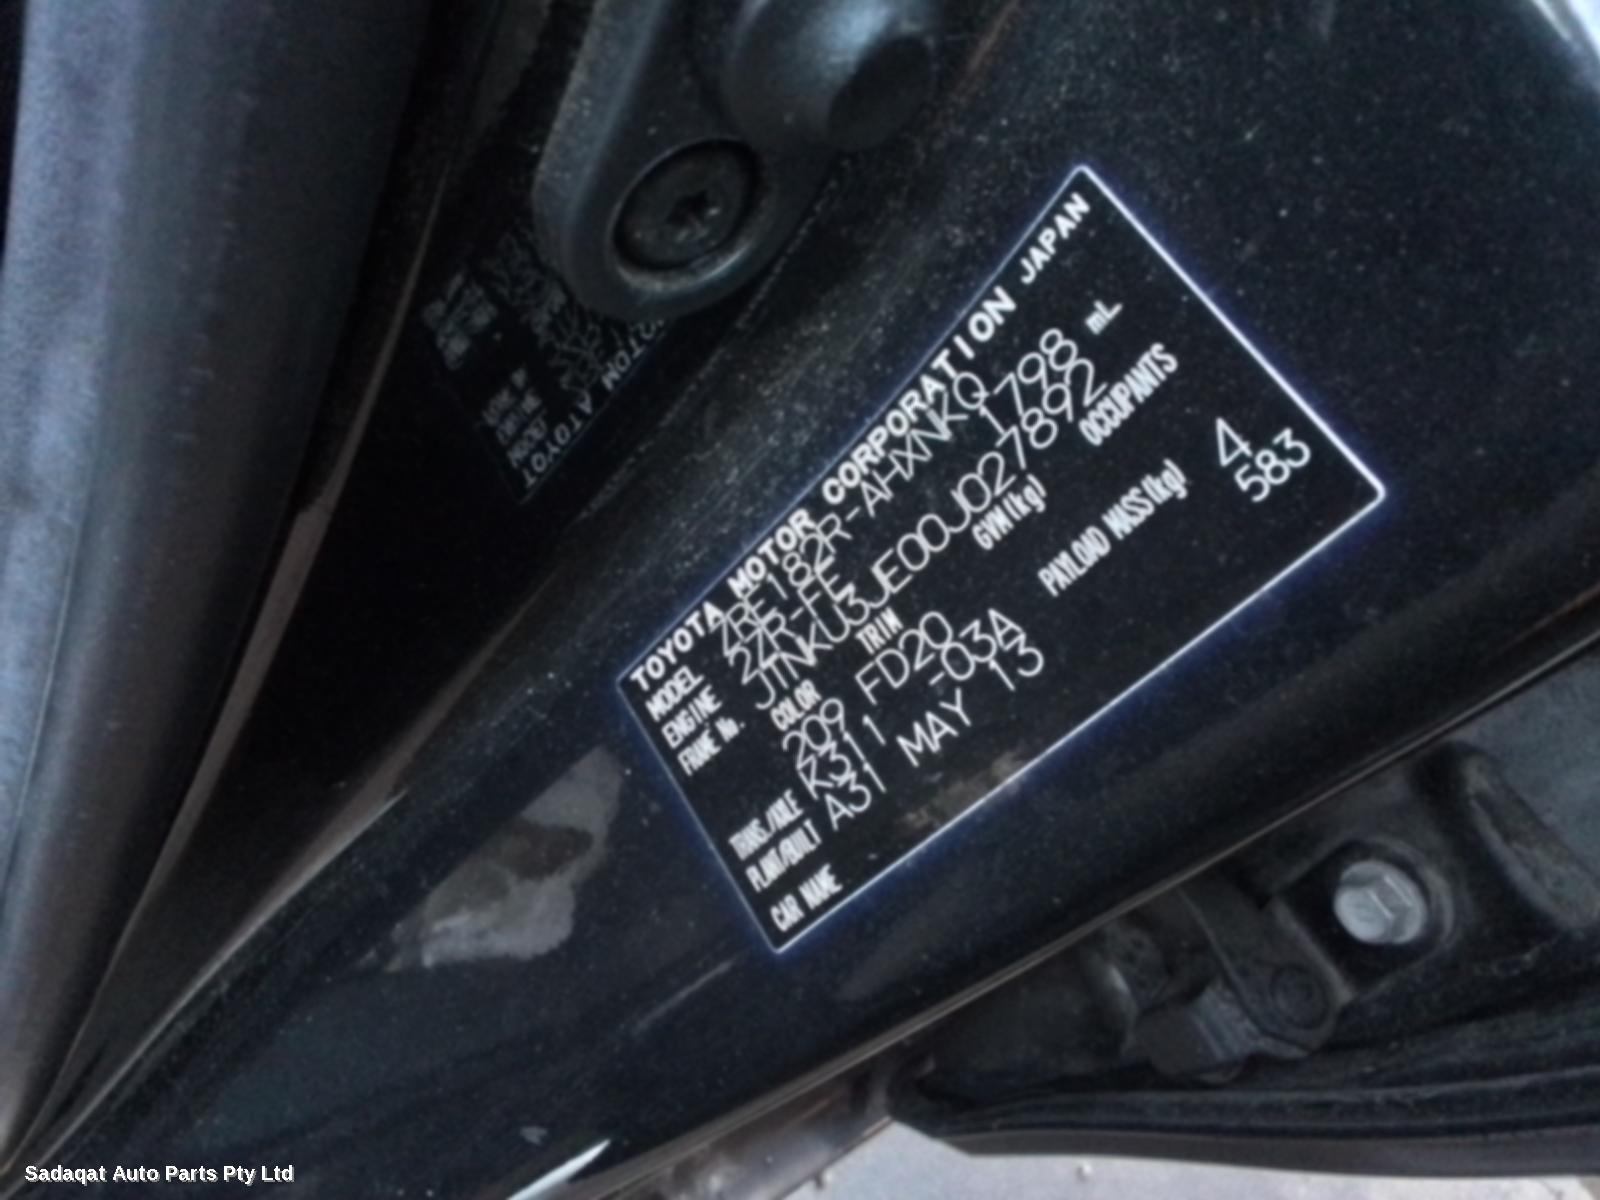 TOYOTA MOTOR CORPORATION JAPAN
MODEL ZRE182R-AHXNKQ
ENGINE 2ZR-FE 1798 mL
FRAME No. JTNKU3JE00J027892
COLOR TRIM GVM(kg) OCCUPANTS
209 FD20 4
TRANS./AXLE K311 -03A PAYLOAD MASS(kg) 583
PLANT/BUILT A31 MAY 13
CAR NAME
Sadaqat Auto Parts Pty Ltd